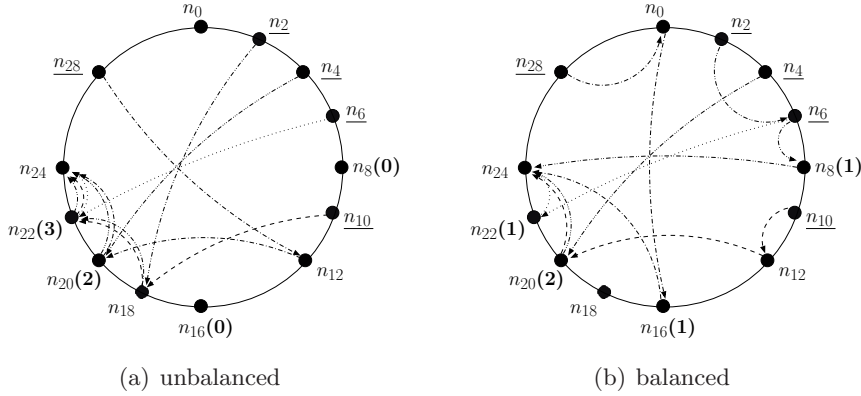 n0
n2
n28
n4
n6
n24
n8(0)
n22(3)
n10
n20(2)
n12
n18
n16(0)
(a) unbalanced
n0
n2
n28
n4
n6
n24
n8(1)
n22(1)
n10
n20(2)
n12
n18
n16(1)
(b) balanced